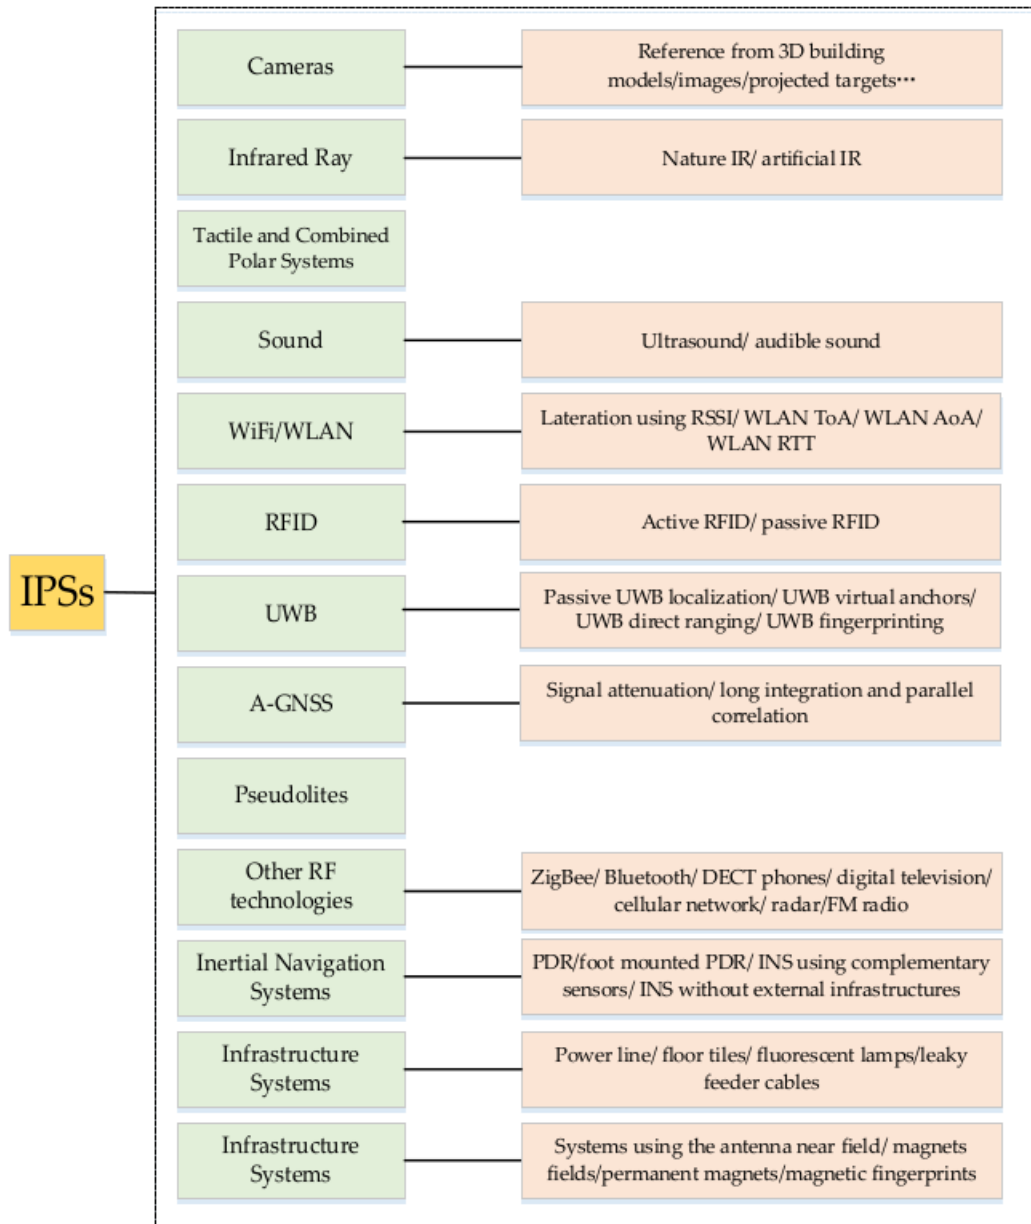 Cameras
Reference from 3D building
models/images/projected targets···
Infrared Ray
Nature IR/ artificial IR
Tactile and Combined
Polar Systems
Sound
Ultrasound/ audible sound
WiFi/WLAN
Lateration using RSSI/ WLAN ToA/ WLAN AoA/
WLAN RTT
RFID
Active RFID/ passive RFID
IPSs
UWB
Passive UWB localization/ UWB virtual anchors/
UWB direct ranging/ UWB fingerprinting
A-GNSS
Signal attenuation/ long integration and parallel
correlation
Pseudolites
Other RF
technologies
ZigBee/ Bluetooth/ DECT phones/ digital television/
cellular network/ radar/FM radio
Inertial Navigation
Systems
PDR/foot mounted PDR/ INS using complementary
sensors/ INS without external infrastructures
Infrastructure
Systems
Power line/ floor tiles/ fluorescent lamps/leaky
feeder cables
Infrastructure
Systems
Systems using the antenna near field/ magnets
fields/permanent magnets/magnetic fingerprints